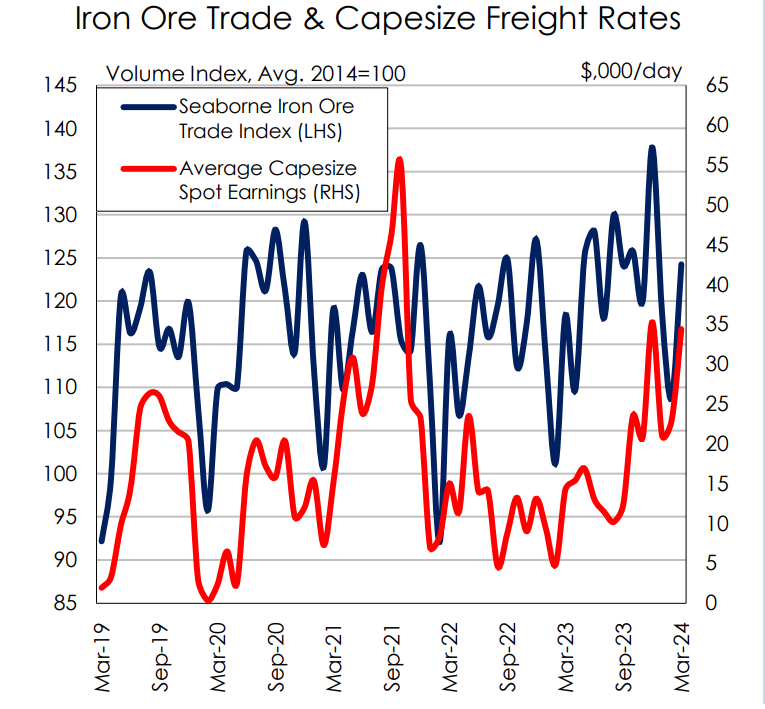 Iron Ore Trade & Capesize Freight Rates
Volume Index, Avg. 2014=100
$,000/day
Seaborne Iron Ore
Trade Index (LHS)
Average Capesize
Spot Earnings (RHS)
145
140
135
130
125
120
115
110
105
100
95
90
85
65
60
55
50
45
40
35
30
25
20
15
10
5
0
Mar-19
Sep-19
Mar-20
Sep-20
Mar-21
Sep-21
Mar-22
Sep-22
Mar-23
Sep-23
Mar-24